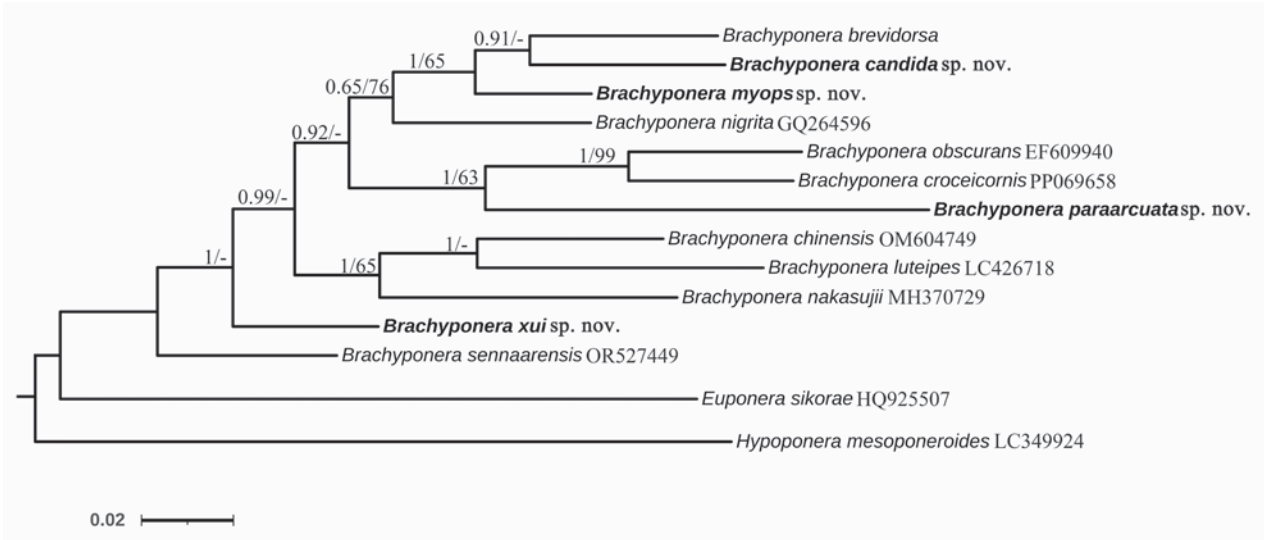 0.91/-
Brachyponera brevidorsa
1/65
Brachyponera candida sp. nov.
0.65/76
Brachyponera myops sp. nov.
Brachyponera nigrita GQ264596
0.92/-
1/99
Brachyponera obscurans EF609940
1/63
Brachyponera croceicornis PP069658
0.99/-
Brachyponera paraarcuata sp. nov.
1/-
Brachyponera chinensis OM604749
1/-
1/65
Brachyponera luteipes LC426718
Brachyponera nakasujii MH370729
Brachyponera xui sp. nov.
Brachyponera sennaarensis OR527449
Euponera sikorae HQ925507
Hypoponera mesoponeroides LC349924
0.02